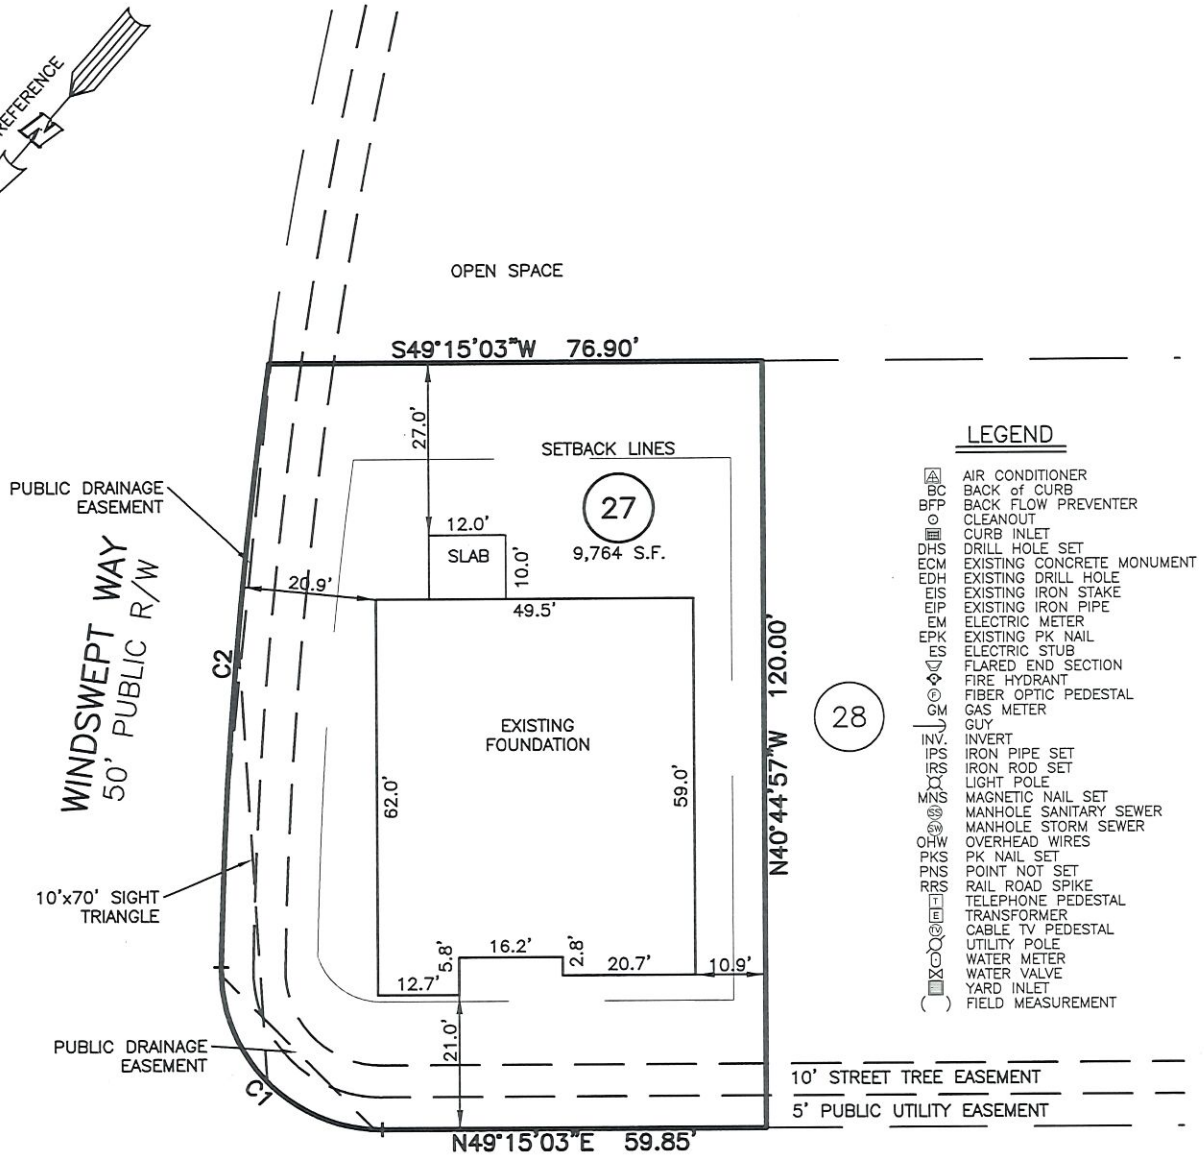 REFERENCE
N
OPEN SPACE
S49°15'03"W 76.90'
27.0'
SETBACK LINES
27
9,764 S.F.
12.0'
SLAB
10.0'
PUBLIC DRAINAGE
EASEMENT
20.9'
49.5'
WINDSWEPT WAY
50' PUBLIC R/W
C2
EXISTING
FOUNDATION
62.0'
59.0'
N40°44'57"W 120.00'
28
10'x70' SIGHT
TRIANGLE
16.2'
5.8'
2.8'
12.7'
20.7'
10.9'
21.0'
PUBLIC DRAINAGE
EASEMENT
C1
N49°15'03"E 59.85'
10' STREET TREE EASEMENT
5' PUBLIC UTILITY EASEMENT
LEGEND
A AIR CONDITIONER
BC BACK of CURB
BFP BACK FLOW PREVENTER
CLEANOUT
CURB INLET
DHS DRILL HOLE SET
ECM EXISTING CONCRETE MONUMENT
EDH EXISTING DRILL HOLE
EIS EXISTING IRON STAKE
EIP EXISTING IRON PIPE
EM ELECTRIC METER
EPK EXISTING PK NAIL
ES ELECTRIC STUB
FLARED END SECTION
FIRE HYDRANT
F FIBER OPTIC PEDESTAL
GM GAS METER
GUY
INV. INVERT
IPS IRON PIPE SET
IRS IRON ROD SET
LIGHT POLE
MNS MAGNETIC NAIL SET
SS MANHOLE SANITARY SEWER
SW MANHOLE STORM SEWER
OHW OVERHEAD WIRES
PKS PK NAIL SET
PNS POINT NOT SET
RRS RAIL ROAD SPIKE
T TELEPHONE PEDESTAL
E TRANSFORMER
TV CABLE TV PEDESTAL
UTILITY POLE
WATER METER
WATER VALVE
YARD INLET
( ) FIELD MEASUREMENT